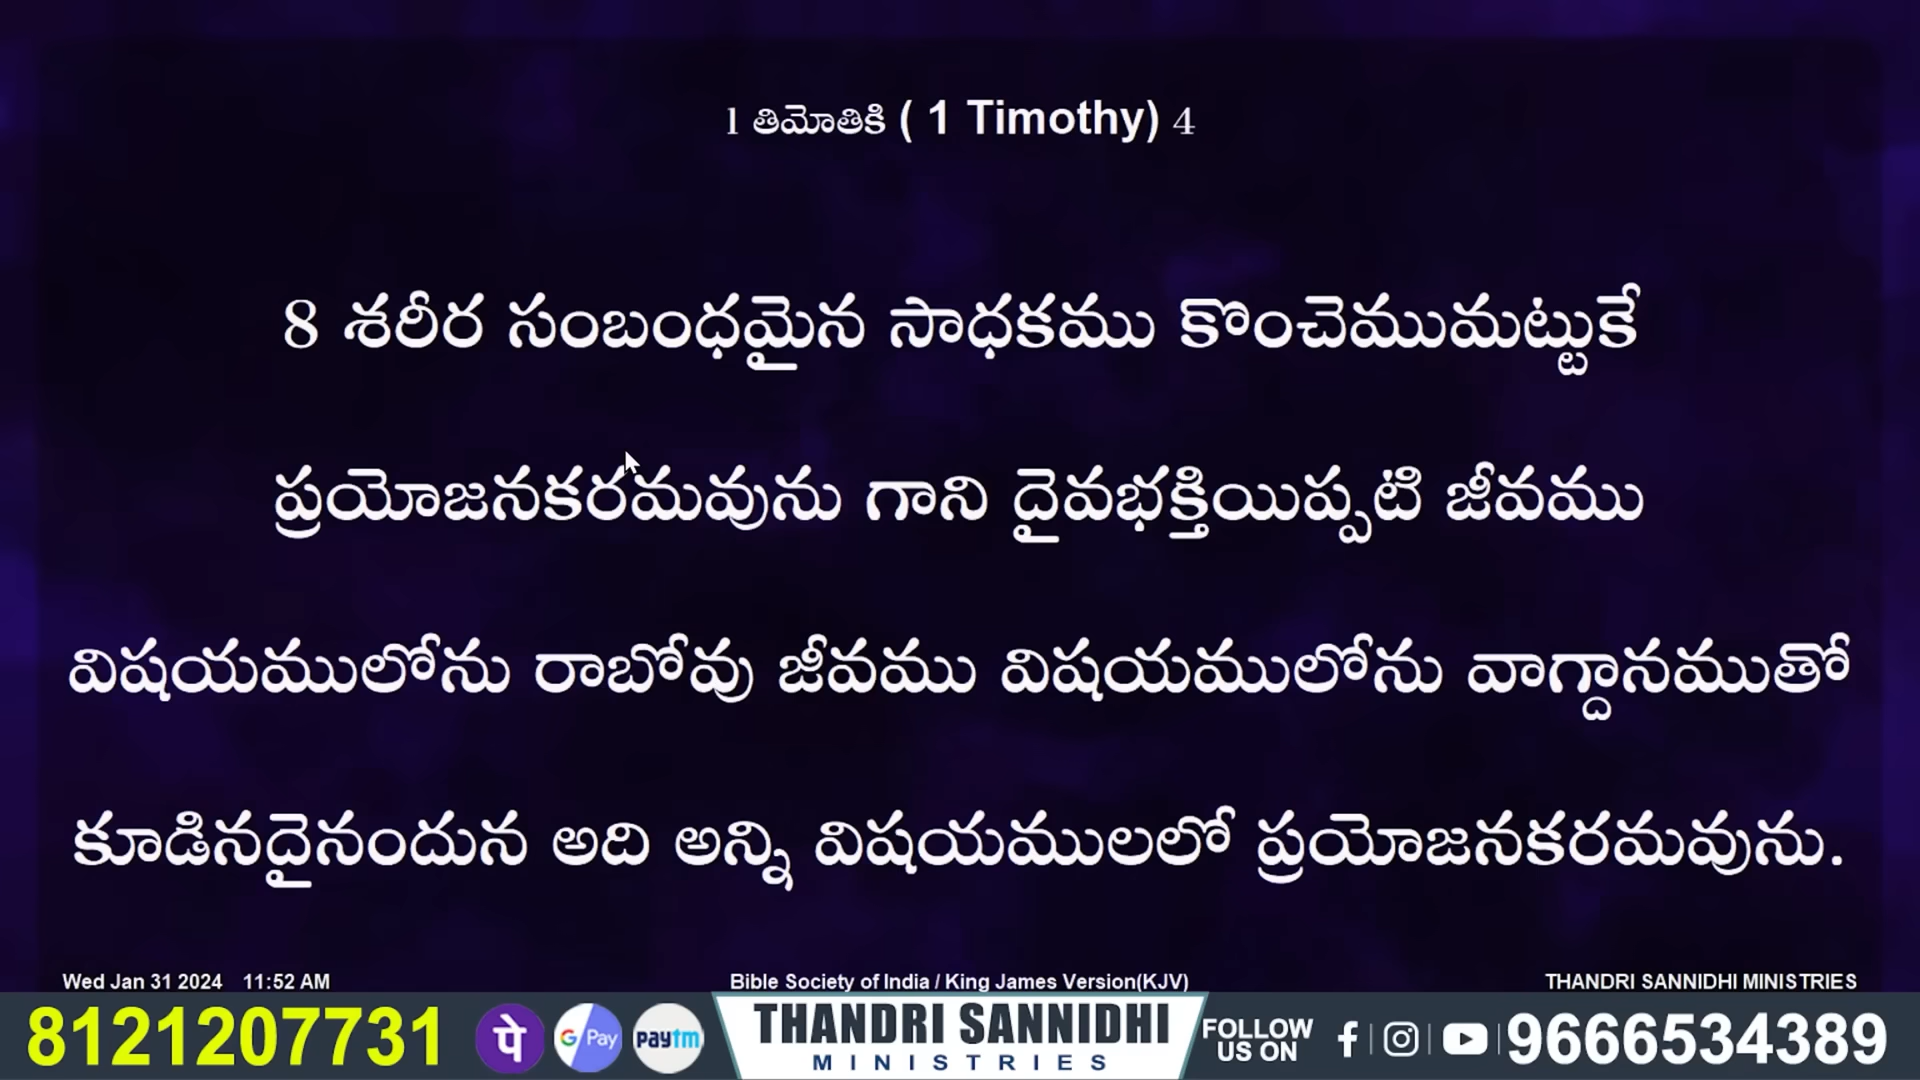 1 తిమోతికి ( 1 Timothy) 4
8 శరీర సంబంధమైన సాధకము కొంచెముమట్టుకే
ప్రయోజనకరమవును గాని దైవభక్తియిప్పటి జీవము
విషయములోను రాబోవు జీవము విషయములోను వాగ్దానముతో
కూడినదైనందున అది అన్ని విషయములలో ప్రయోజనకరమవును.
Wed Jan 31 2024 11:52 AM
Bible Society of India / King James Version(KJV)
THANDRI SANNIDHI MINISTRIES
8121207731
पे
G Pay
paytm
THANDRI SANNIDHI
MINISTRIES
FOLLOW
US ON
9666534389